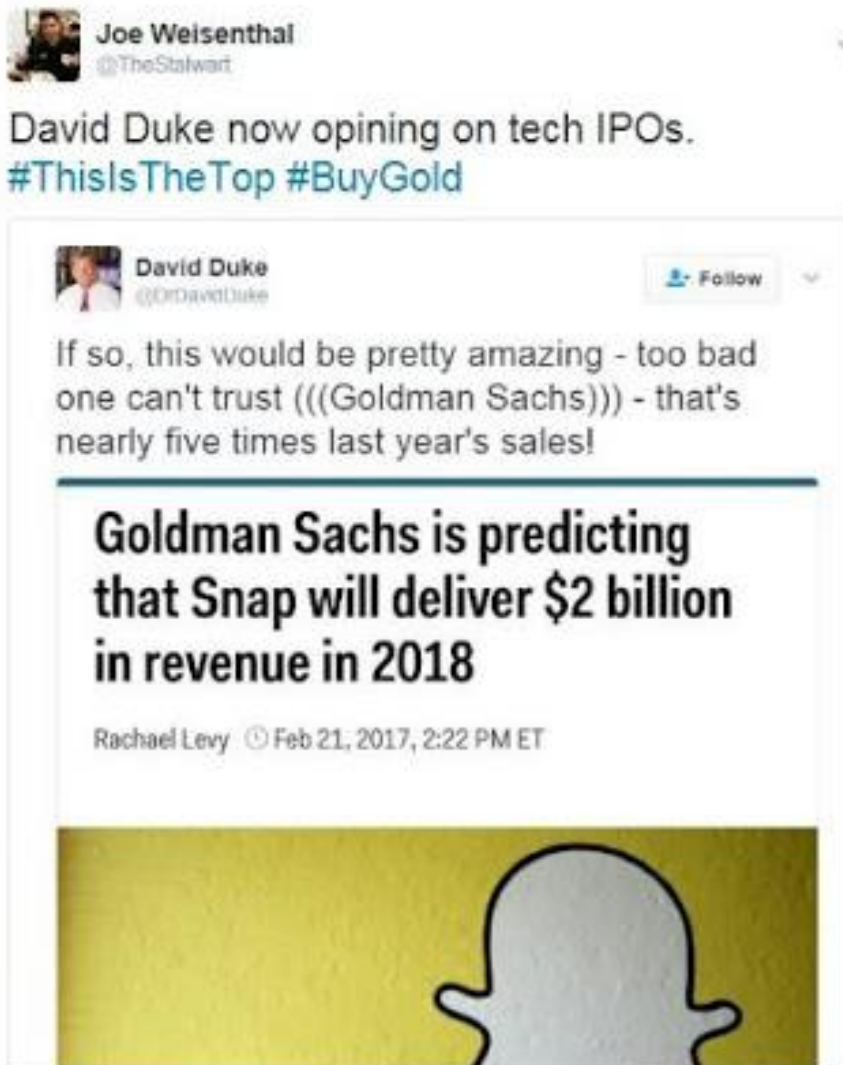 Joe Weisenthal
@TheStalwart
David Duke now opining on tech IPOs.
#ThisIsTheTop #BuyGold
David Duke
@DrDavidDuke
Follow
If so, this would be pretty amazing - too bad
one can't trust (((Goldman Sachs))) - that's
nearly five times last year's sales!
Goldman Sachs is predicting
that Snap will deliver $2 billion
in revenue in 2018
Rachael Levy Feb 21, 2017, 2:22 PM ET